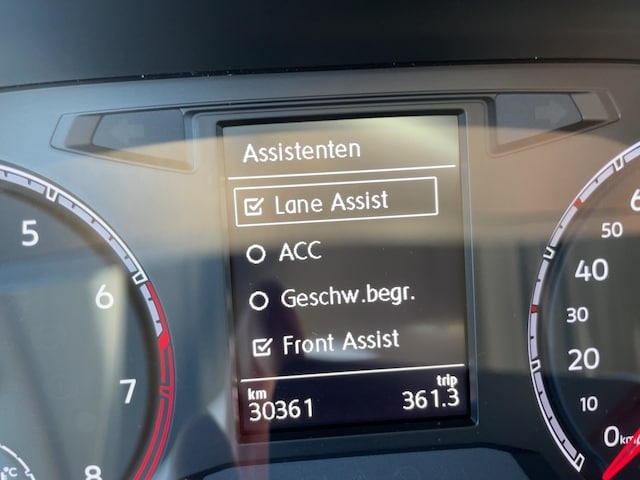 Assistenten
Lane Assist
ACC
Geschw.begr.
Front Assist
km
trip
30361
361.3
5
6
7
8
°C
50
40
30
20
10
0 km